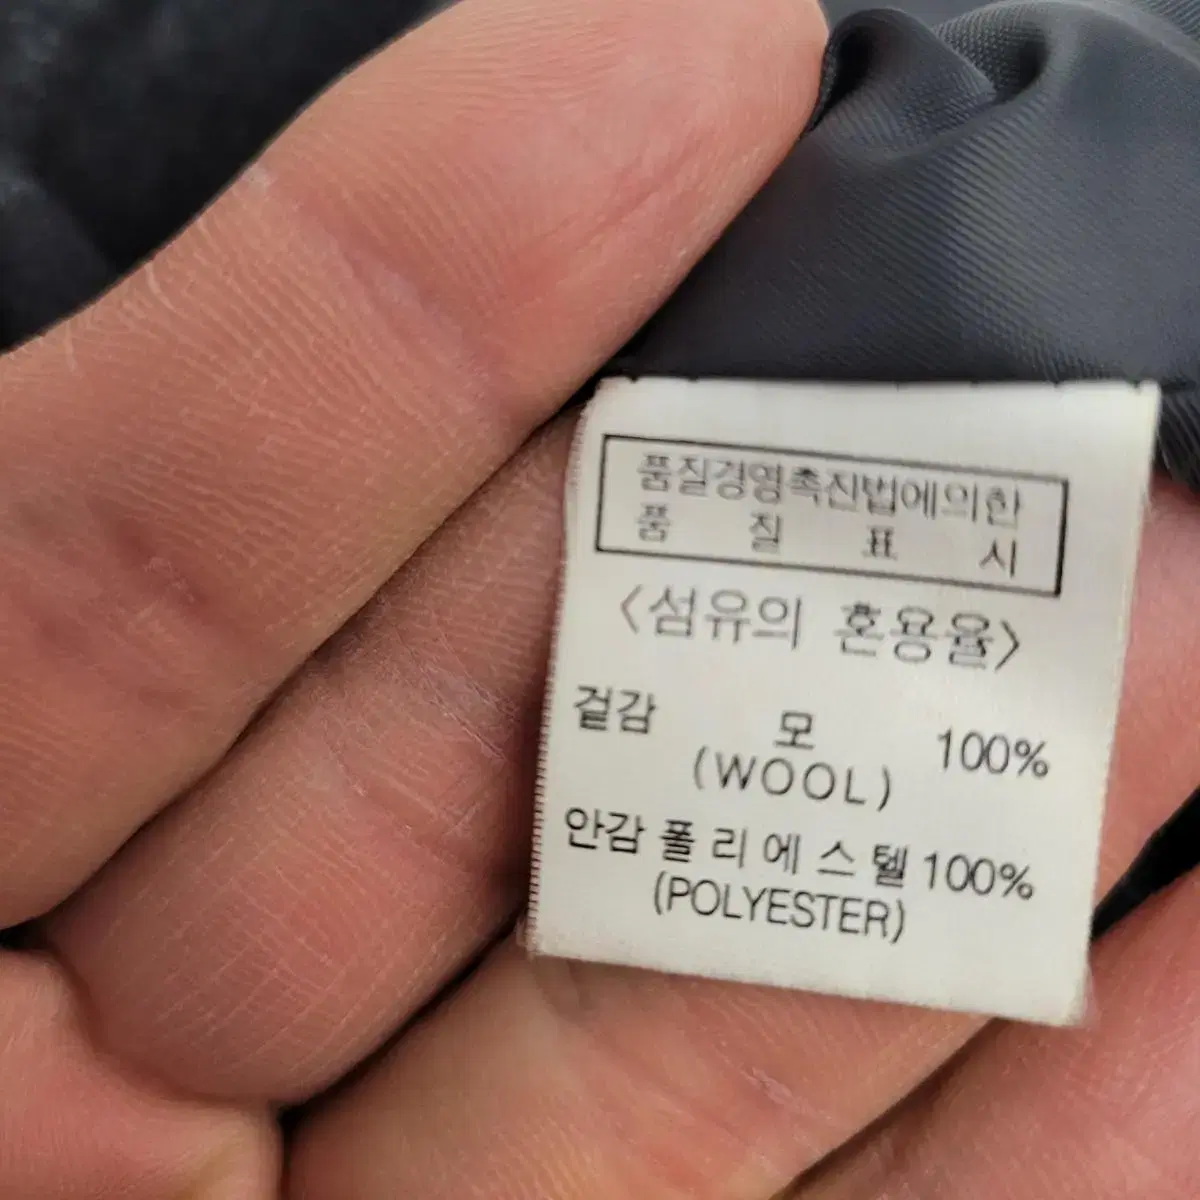 품질경영촉진법에의한
품 질 표 시
<섬유의 혼용율>
겉감 모 100%
(WOOL)
안감 폴리에스텔 100%
(POLYESTER)